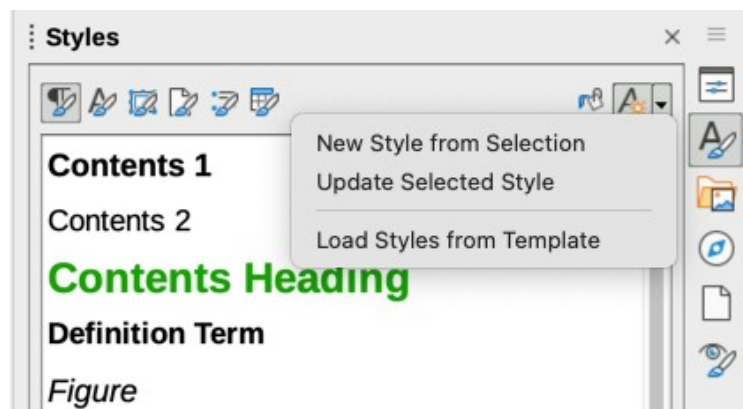 Styles
New Style from Selection
Update Selected Style
Load Styles from Template
Contents 1
Contents 2
Contents Heading
Definition Term
Figure